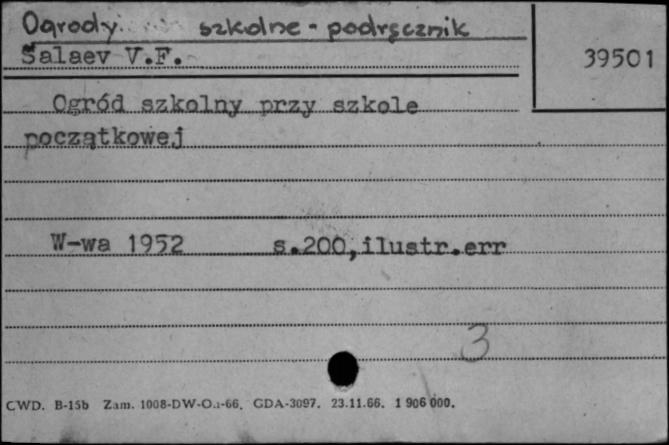 Ogrody szkolne - podręcznik
Šalaev V.F.
39501
Ogród szkolny przy szkole
początkowej
W-wa 1952 s.200,ilustr.err
3
CWD. B-15b Zam. 1008-DW-O.1-66. GDA-3097. 23.11.66. 1 906 000.